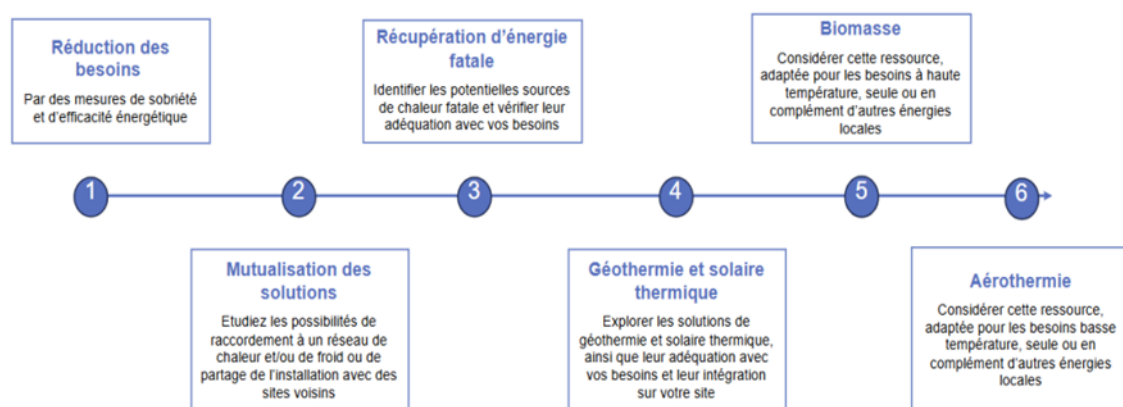 Réduction des
besoins
Par des mesures de sobriété
et d'efficacité énergétique
Récupération d'énergie
fatale
Identifier les potentielles sources
de chaleur fatale et vérifier leur
adéquation avec vos besoins
Biomasse
Considérer cette ressource,
adaptée pour les besoins à haute
température, seule ou en
complément d'autres énergies
locales
1
2
3
4
5
6
Mutualisation des
solutions
Etudiez les possibilités de
raccordement à un réseau de
chaleur et/ou de froid ou de
partage de l'installation avec des
sites voisins
Géothermie et solaire
thermique
Explorer les solutions de
géothermie et solaire thermique,
ainsi que leur adéquation avec
vos besoins et leur intégration
sur votre site
Aérothermie
Considérer cette ressource,
adaptée pour les besoins basse
température, seule ou en
complément d'autres énergies
locales